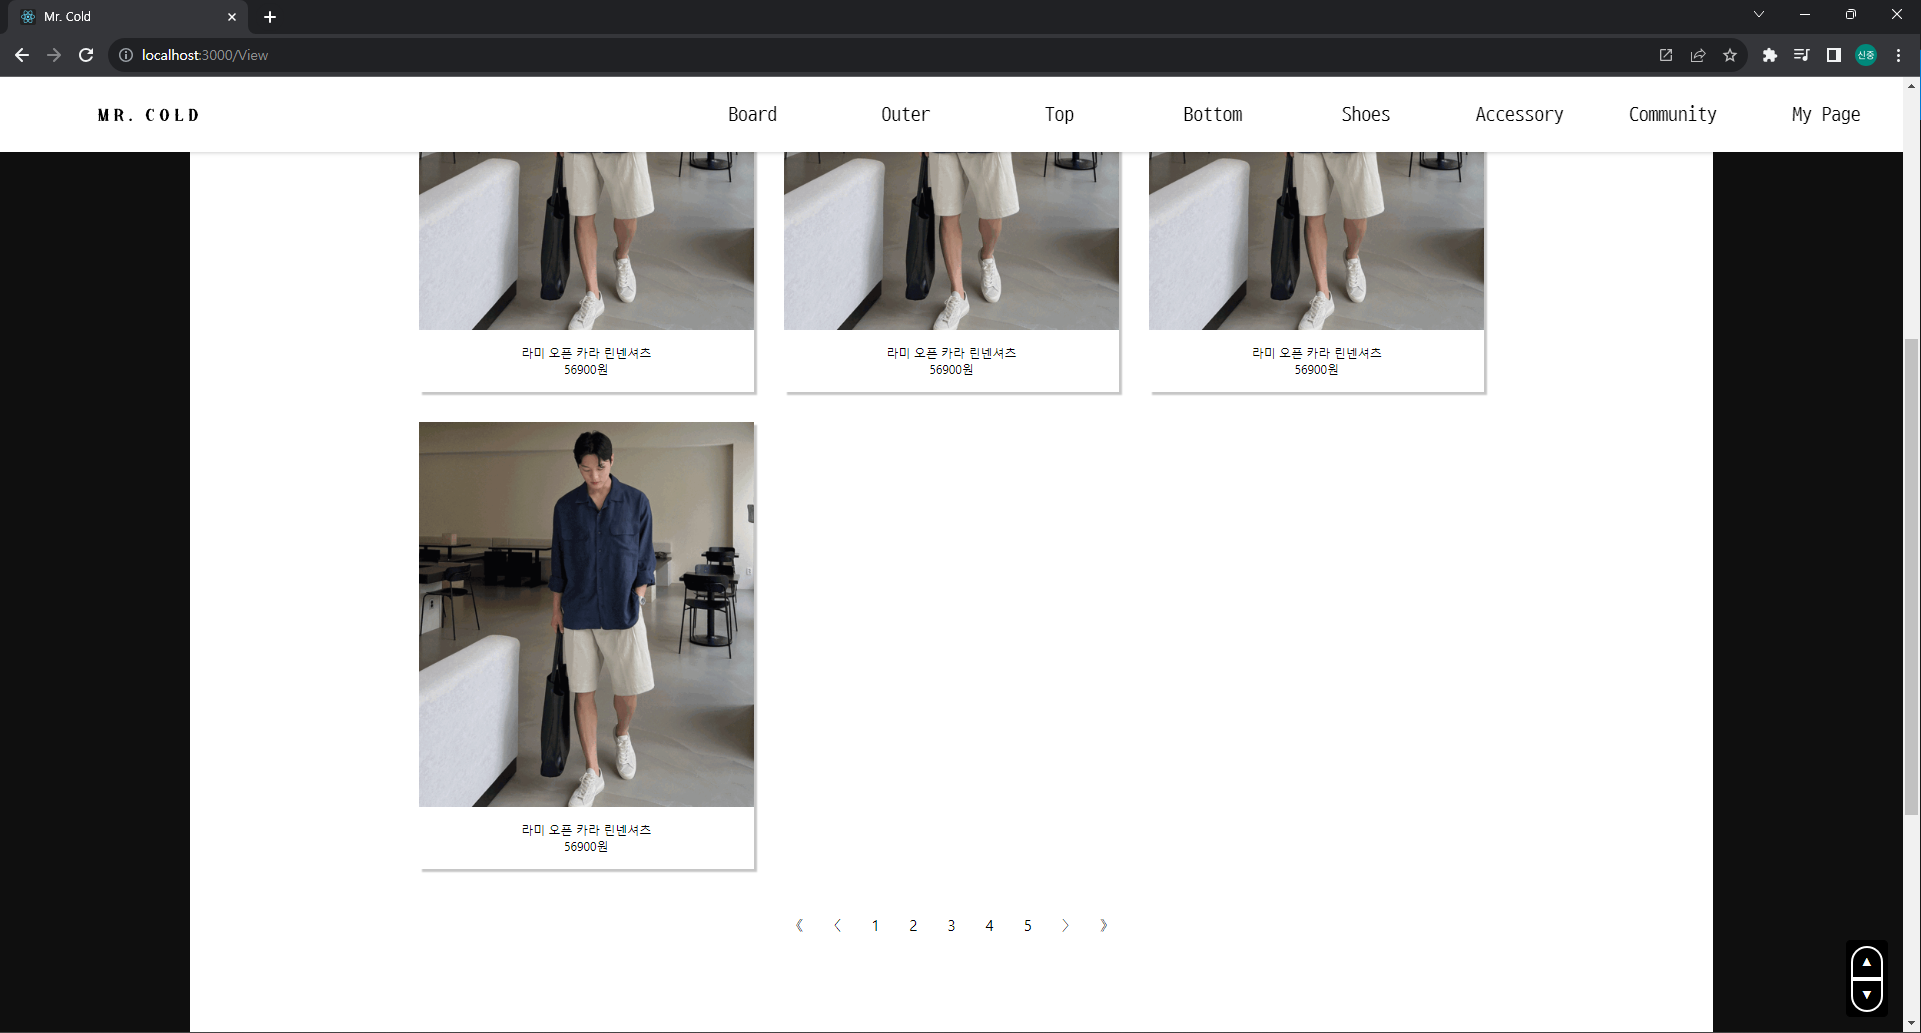 Mr. Cold
localhost:3000/View
신중
MR. COLD
Board Outer Top Bottom Shoes Accessory Community My Page
라미 오픈 카라 린넨셔츠
56900원
라미 오픈 카라 린넨셔츠
56900원
라미 오픈 카라 린넨셔츠
56900원
라미 오픈 카라 린넨셔츠
56900원
《 〈 1 2 3 4 5 〉 》
▲
▼